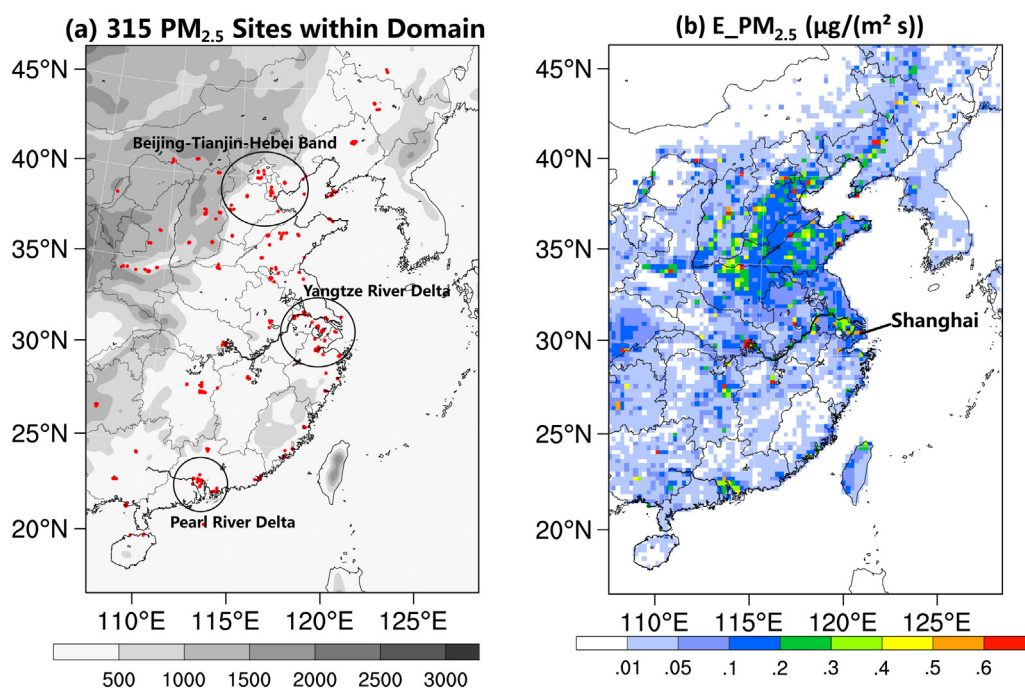 (a) 315 PM₂.₅ Sites within Domain
45°N
40°N
35°N
30°N
25°N
20°N
Beijing-Tianjin-Hebei Band
Yangtze River Delta
Pearl River Delta
110°E 115°E 120°E 125°E
500 1000 1500 2000 2500 3000
(b) E_PM₂.₅ (μg/(m² s))
45°N
40°N
35°N
30°N
25°N
20°N
Shanghai
110°E 115°E 120°E 125°E
.01 .05 .1 .2 .3 .4 .5 .6